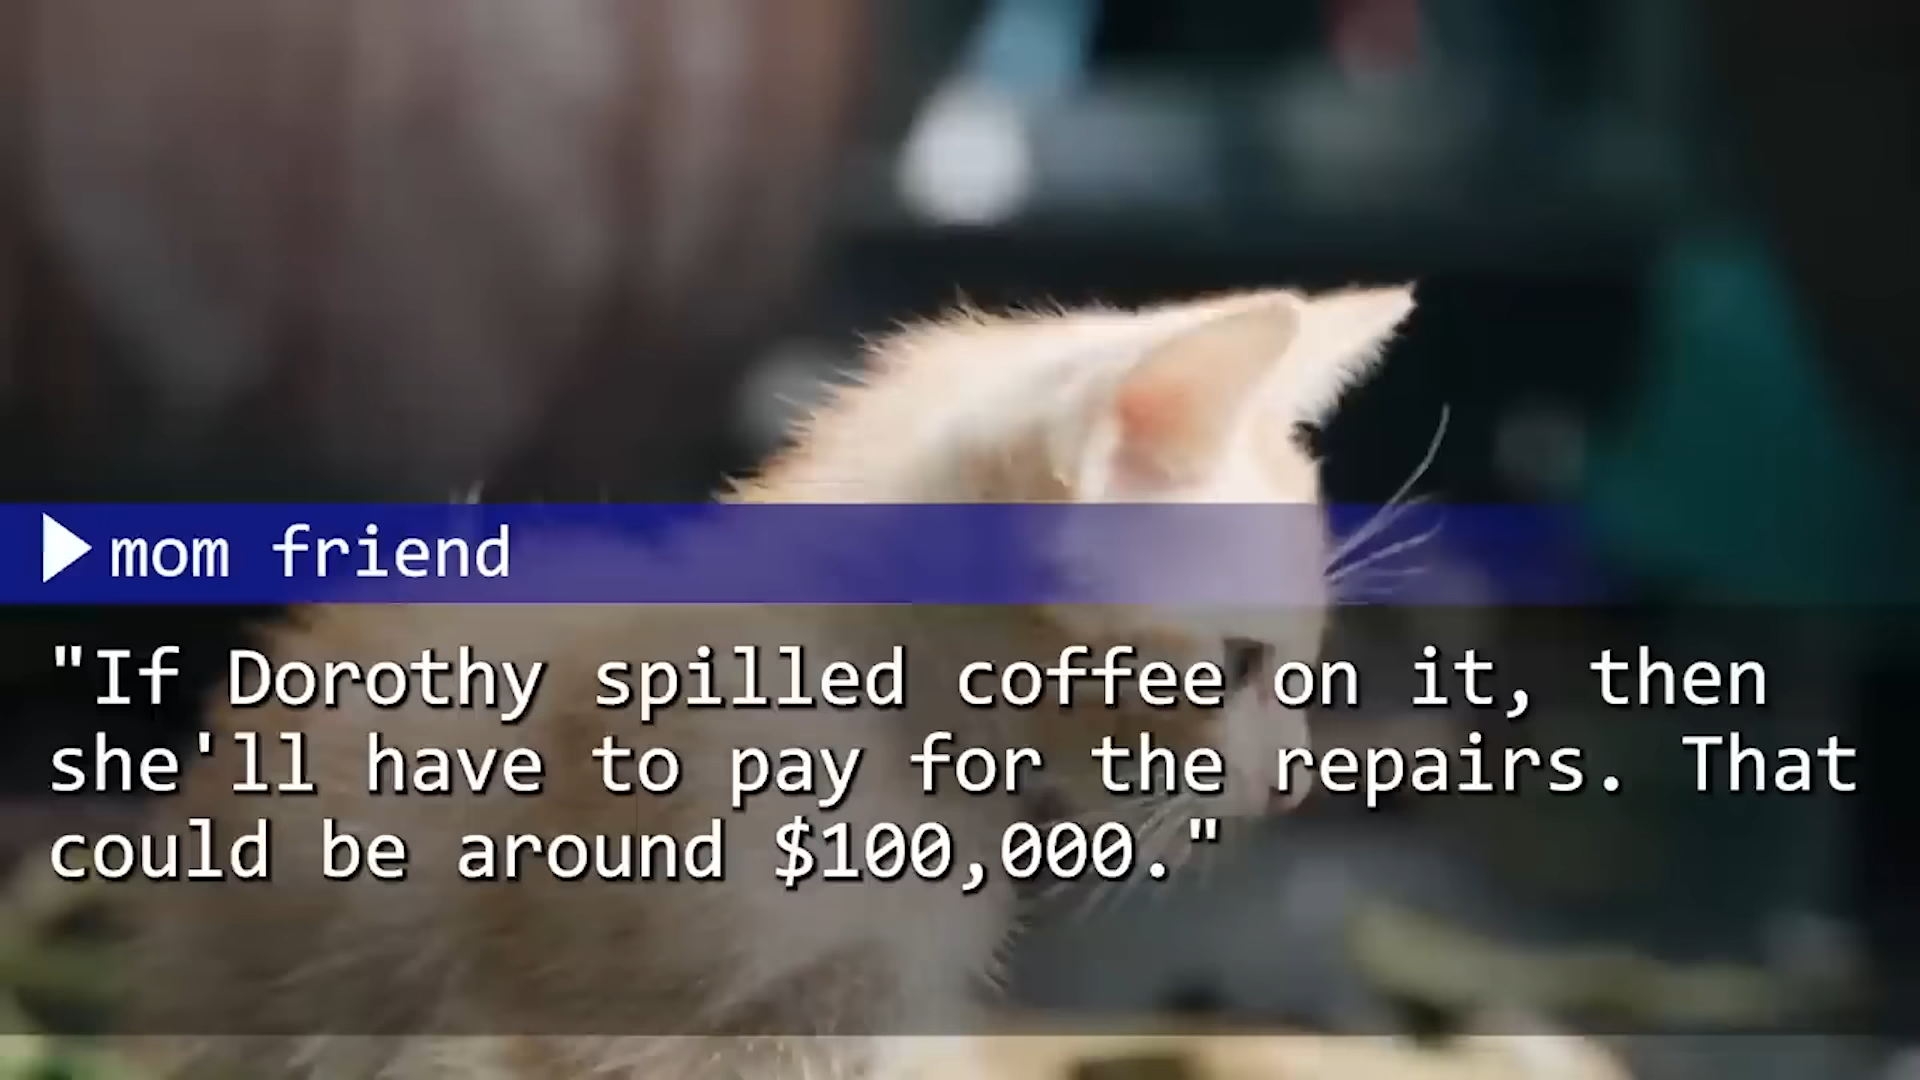 mom friend
"If Dorothy spilled coffee on it, then
she'll have to pay for the repairs. That
could be around $100,000."